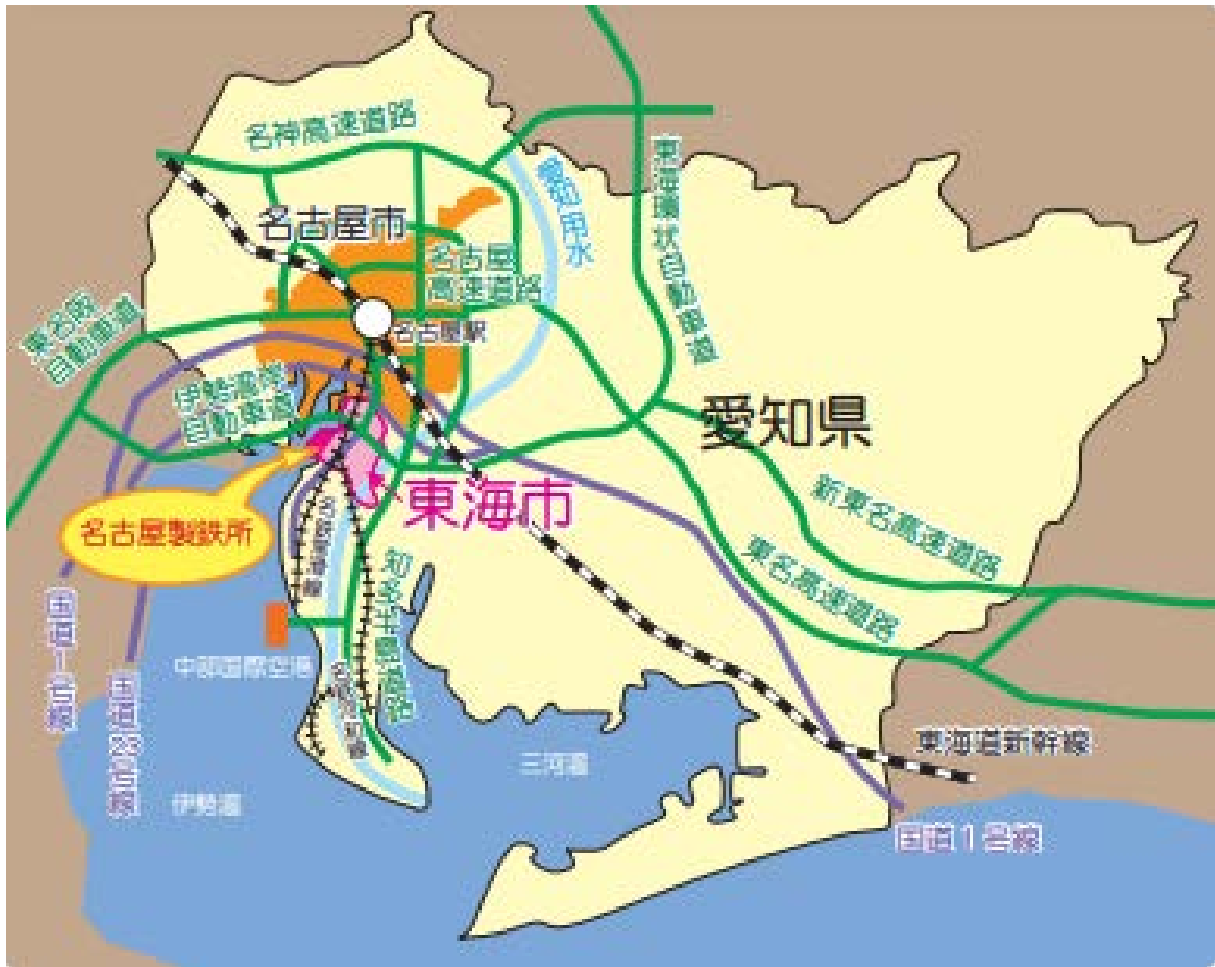 名神高速道路
愛知用水
東海環状自動車道
名古屋市
名古屋
高速道路
東名阪
自動車道
名古屋駅
伊勢湾岸
自動車道
愛知県
名古屋製鉄所
東海市
新東名高速道路
東名高速道路
知多半島道路
国道1号線
中部国際空港
国道23号線
東海道新幹線
三河湾
伊勢湾
国道1号線